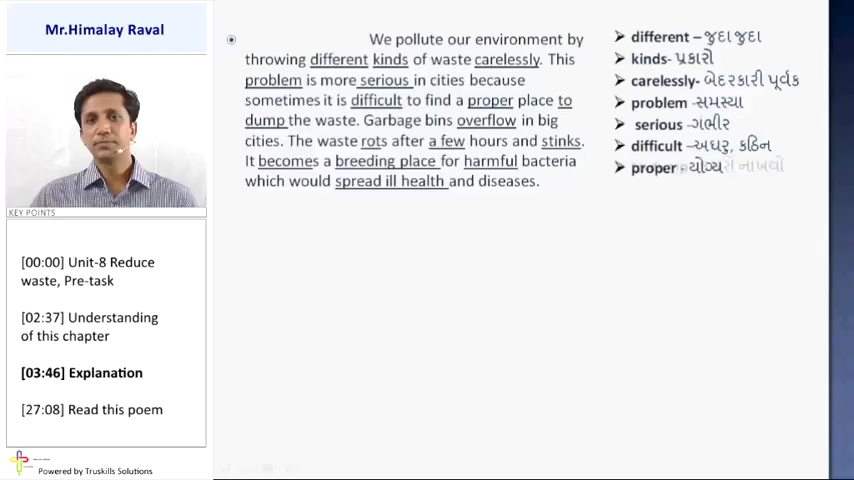 Mr.Himalay Raval
KEY POINTS
[00:00] Unit-8 Reduce
waste, Pre-task
[02:37] Understanding
of this chapter
[03:46] Explanation
[27:08] Read this poem
Powered by Truskills Solutions
We pollute our environment by
throwing different kinds of waste carelessly. This
problem is more serious in cities because
sometimes it is difficult to find a proper place to
dump the waste. Garbage bins overflow in big
cities. The waste rots after a few hours and stinks.
It becomes a breeding place for harmful bacteria
which would spread ill health and diseases.
different – જુદા જુદા
kinds- પ્રકારો
carelessly- બેદરકારી પૂર્વક
problem -સમસ્યા
serious -ગંભીર
difficult -અઘરુ, કઠિન
proper -યોગ્ય નાખવો